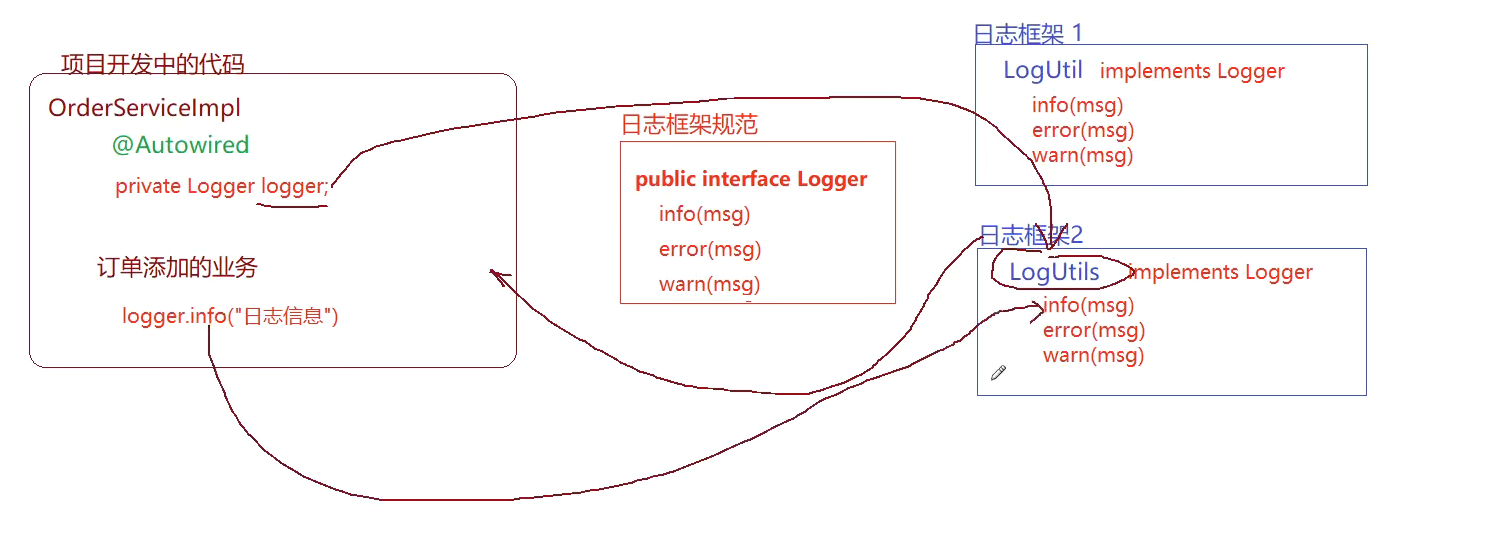 项目开发中的代码
OrderServiceImpl
@Autowired
private Logger logger;
订单添加的业务
logger.info("日志信息")
日志框架规范
public interface Logger
info(msg)
error(msg)
warn(msg)
日志框架 1
LogUtil implements Logger
info(msg)
error(msg)
warn(msg)
日志框架2
LogUtils implements Logger
info(msg)
error(msg)
warn(msg)